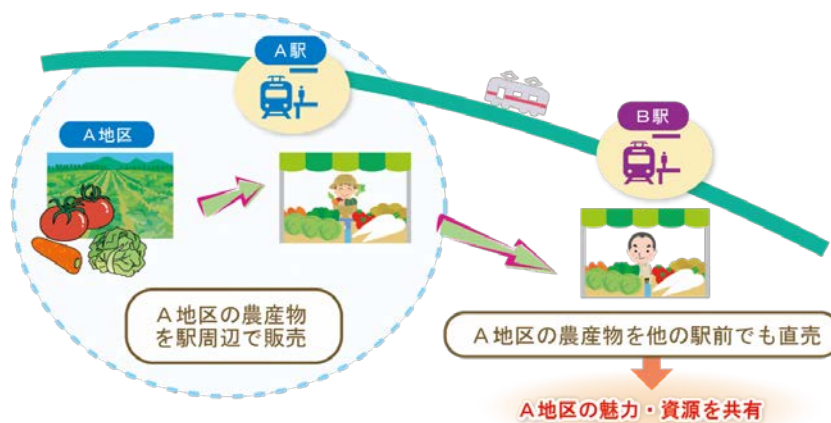 A駅
B駅
A地区
A地区の農産物
を駅周辺で販売
A地区の農産物を他の駅前でも直売
A地区の魅力・資源を共有